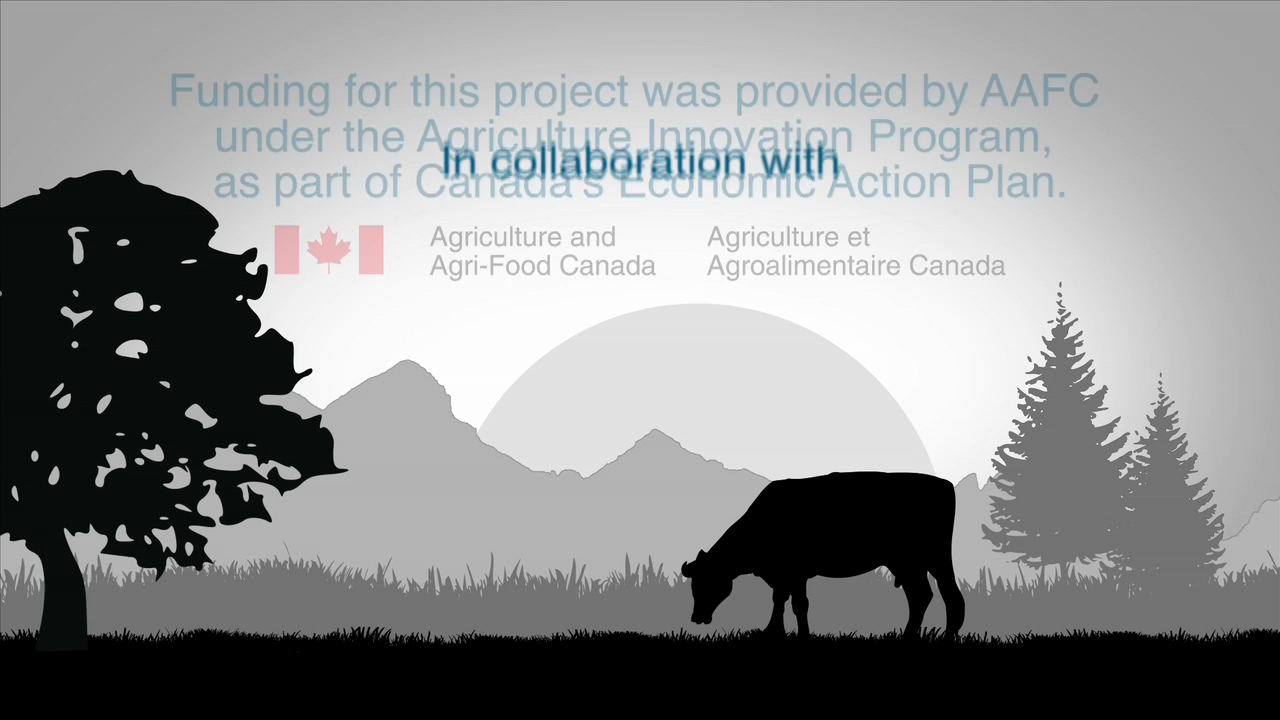 Funding for this project was provided by AAFC
under the Agriculture Innovation Program,
In collaboration with
as part of Canada's Economic Action Plan.
Agriculture and
Agri-Food Canada
Agriculture et
Agroalimentaire Canada